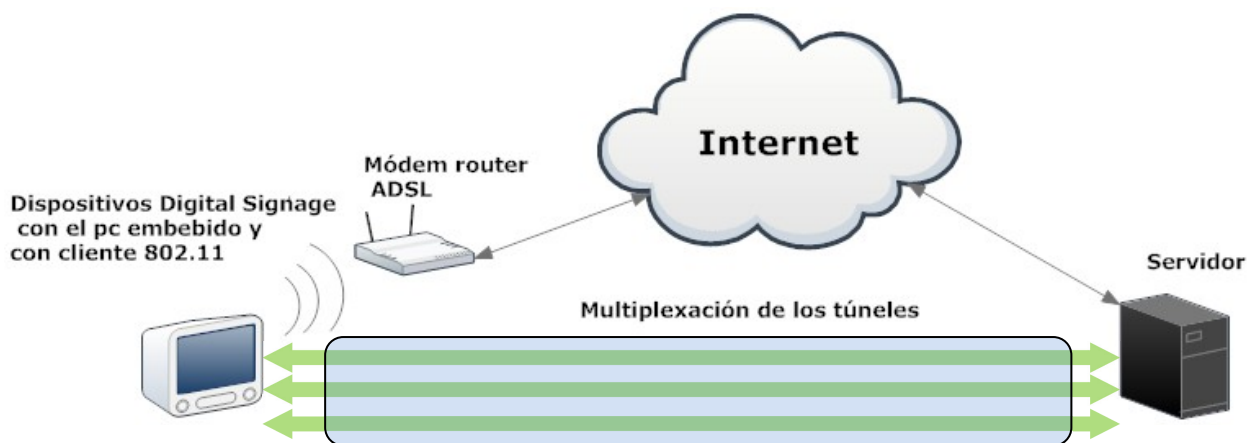 Internet
Módem router
ADSL
Dispositivos Digital Signage
con el pc embebido y
con cliente 802.11
Servidor
Multiplexación de los túneles